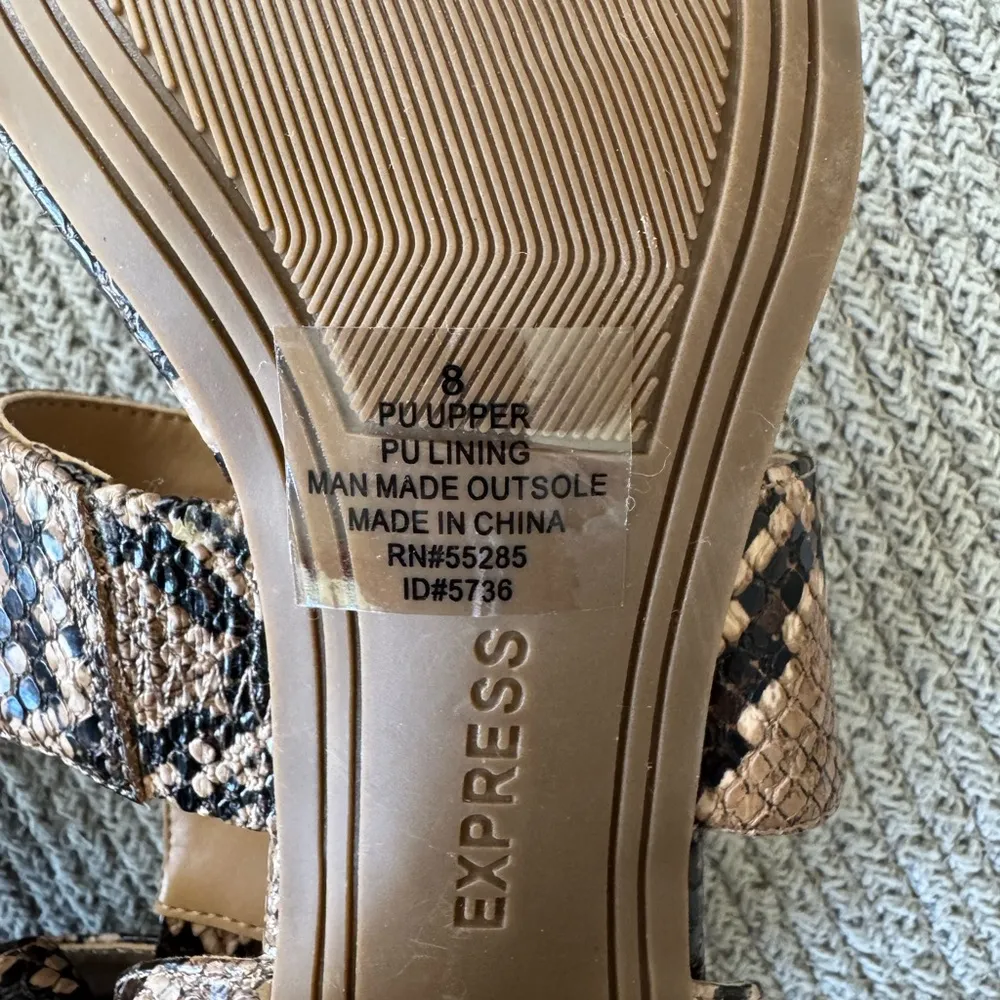 8
PU UPPER
PU LINING
MAN MADE OUTSOLE
MADE IN CHINA
RN#55285
ID#5736
EXPRESS